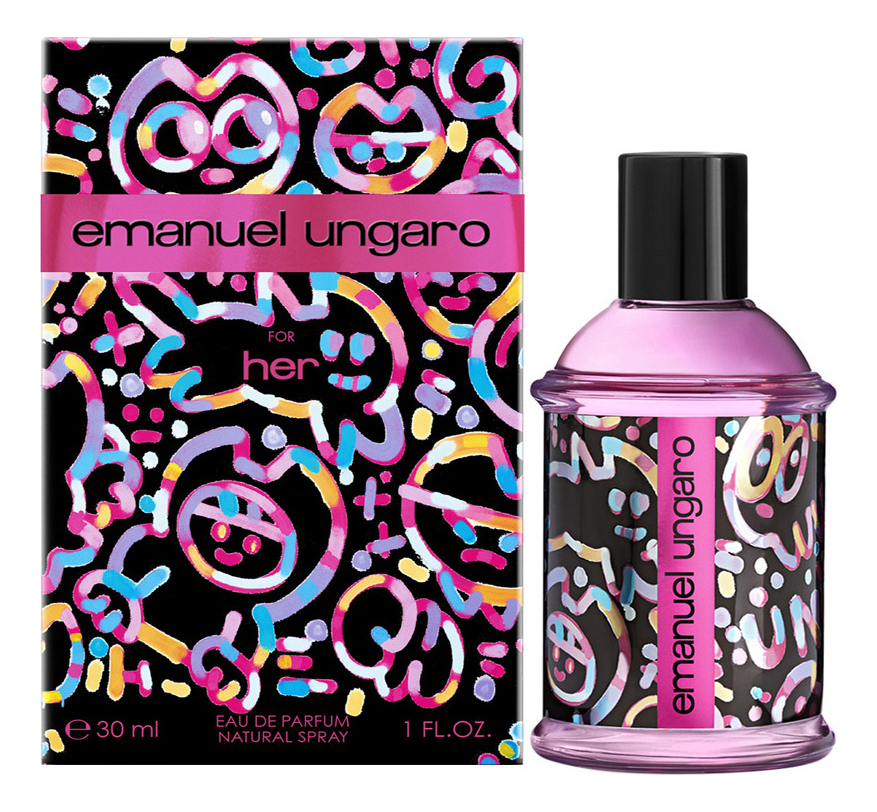 emanuel ungaro
FOR
her
℮ 30 ml
EAU DE PARFUM
NATURAL SPRAY
1 FL.OZ.
emanuel ungaro